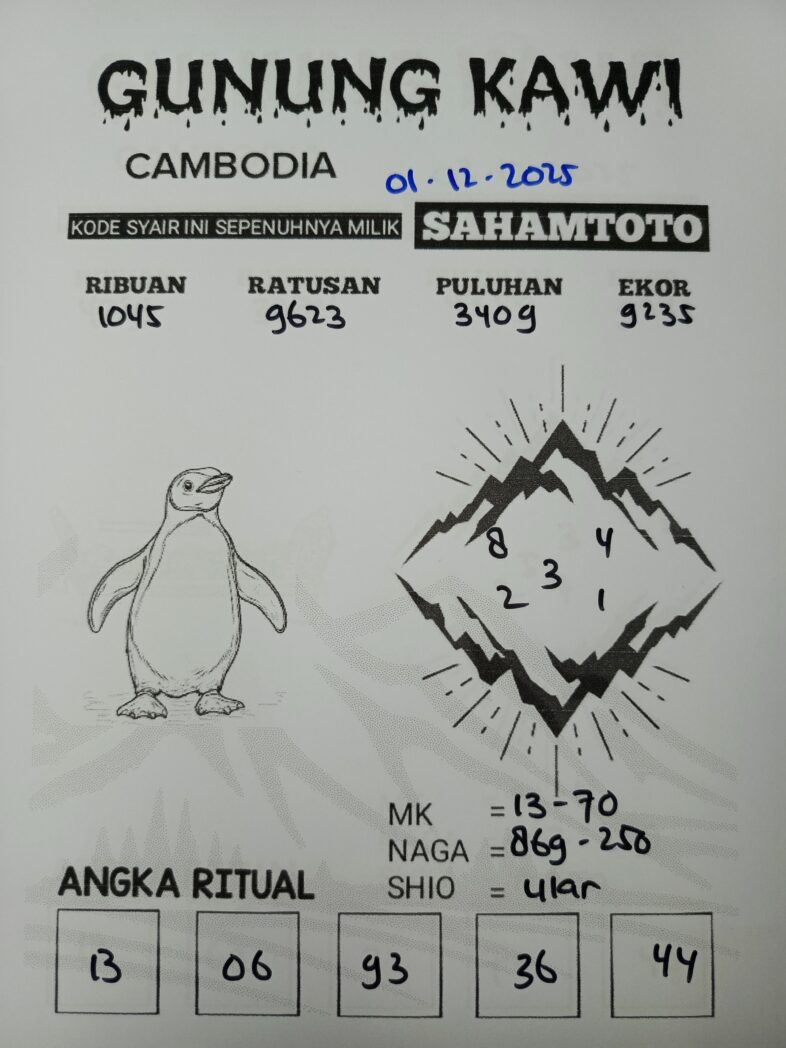 GUNUNG KAWI
CAMBODIA 01.12.2025
KODE SYAIR INI SEPENUHNYA MILIK SAHAMTOTO
RIBUAN RATUSAN PULUHAN EKOR
1045 9623 3409 9235
8 4
3
2 1
MK = 13-70
NAGA = 869-250
SHIO = ular
ANGKA RITUAL
13 06 93 36 44